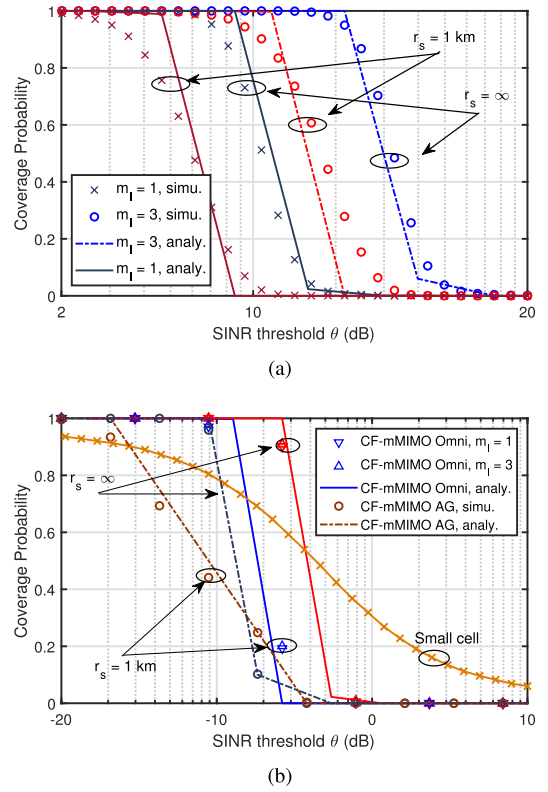 1
0.8
0.6
0.4
0.2
0
Coverage Probability
r_s = 1 km
r_s = ∞
m_I = 1, simu.
m_I = 3, simu.
m_I = 3, analy.
m_I = 1, analy.
2
10
20
SINR threshold θ (dB)
(a)
1
0.8
0.6
0.4
0.2
0
Coverage Probability
CF-mMIMO Omni, m_I = 1
CF-mMIMO Omni, m_I = 3
CF-mMIMO Omni, analy.
CF-mMIMO AG, simu.
CF-mMIMO AG, analy.
r_s = ∞
Small cell
r_s = 1 km
-20
-10
0
10
SINR threshold θ (dB)
(b)